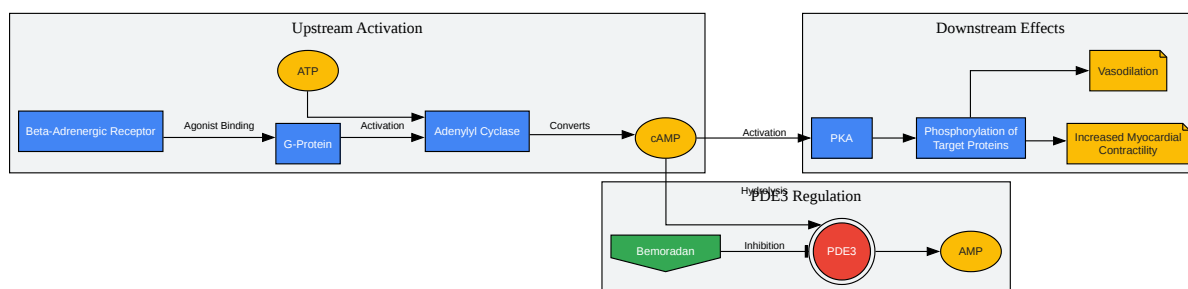 Upstream Activation
Downstream Effects
ATP
Vasodilation
Beta-Adrenergic Receptor
Agonist Binding
G-Protein
Activation
Adenylyl Cyclase
Converts
cAMP
Activation
PKA
Phosphorylation of
Target Proteins
Increased Myocardial
Contractility
Hydrolysis
PDE3 Regulation
Bemoradan
Inhibition
PDE3
AMP